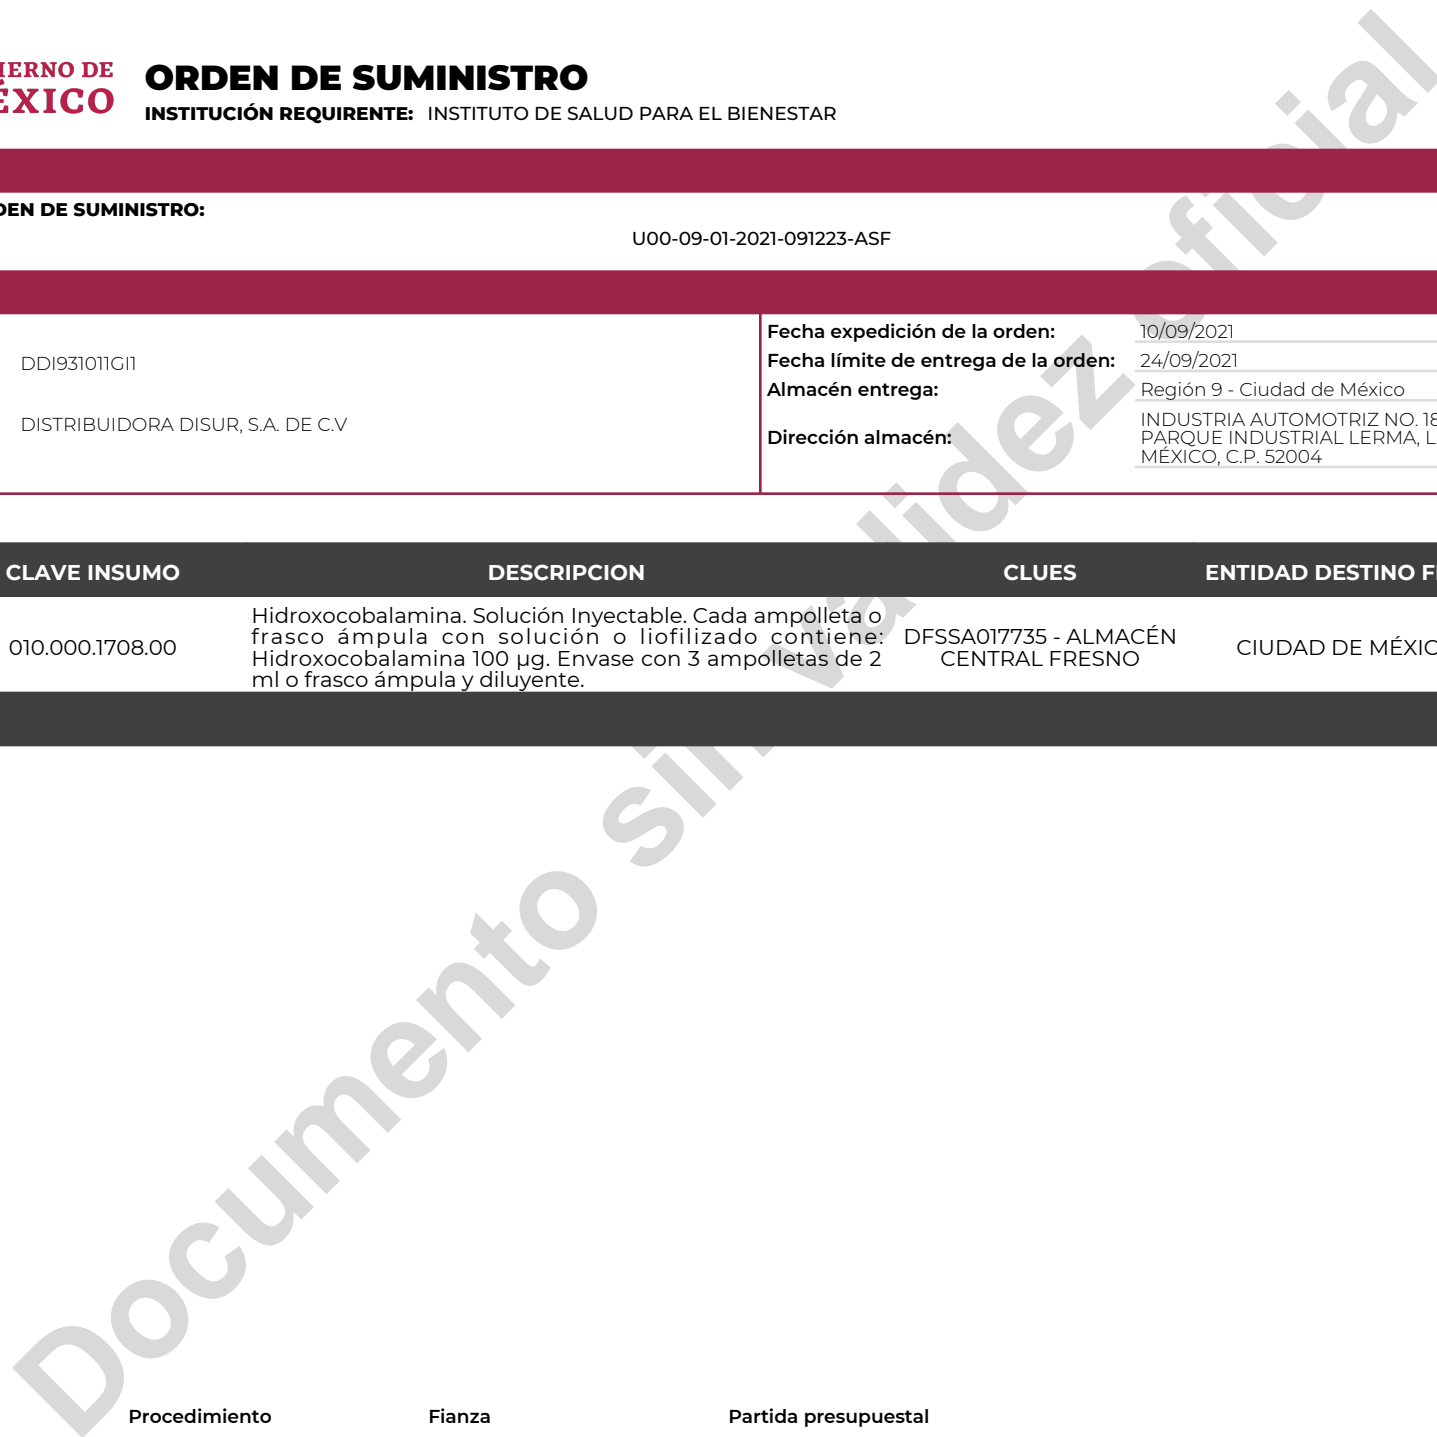 IERNO DE
ÉXICO
ORDEN DE SUMINISTRO
INSTITUCIÓN REQUIRENTE: INSTITUTO DE SALUD PARA EL BIENESTAR
DEN DE SUMINISTRO:
U00-09-01-2021-091223-ASF
DDI931011GI1
DISTRIBUIDORA DISUR, S.A. DE C.V
Fecha expedición de la orden: 10/09/2021
Fecha límite de entrega de la orden: 24/09/2021
Almacén entrega: Región 9 - Ciudad de México
Dirección almacén: INDUSTRIA AUTOMOTRIZ NO. 18
PARQUE INDUSTRIAL LERMA, L
MÉXICO, C.P. 52004
CLAVE INSUMO DESCRIPCION CLUES ENTIDAD DESTINO F
010.000.1708.00
Hidroxocobalamina. Solución Inyectable. Cada ampolleta o
frasco ámpula con solución o liofilizado contiene:
Hidroxocobalamina 100 µg. Envase con 3 ampolletas de 2
ml o frasco ámpula y diluyente.
DFSSA017735 - ALMACÉN
CENTRAL FRESNO
CIUDAD DE MÉXIC
Documento sin validez oficial
Procedimiento Fianza Partida presupuestal